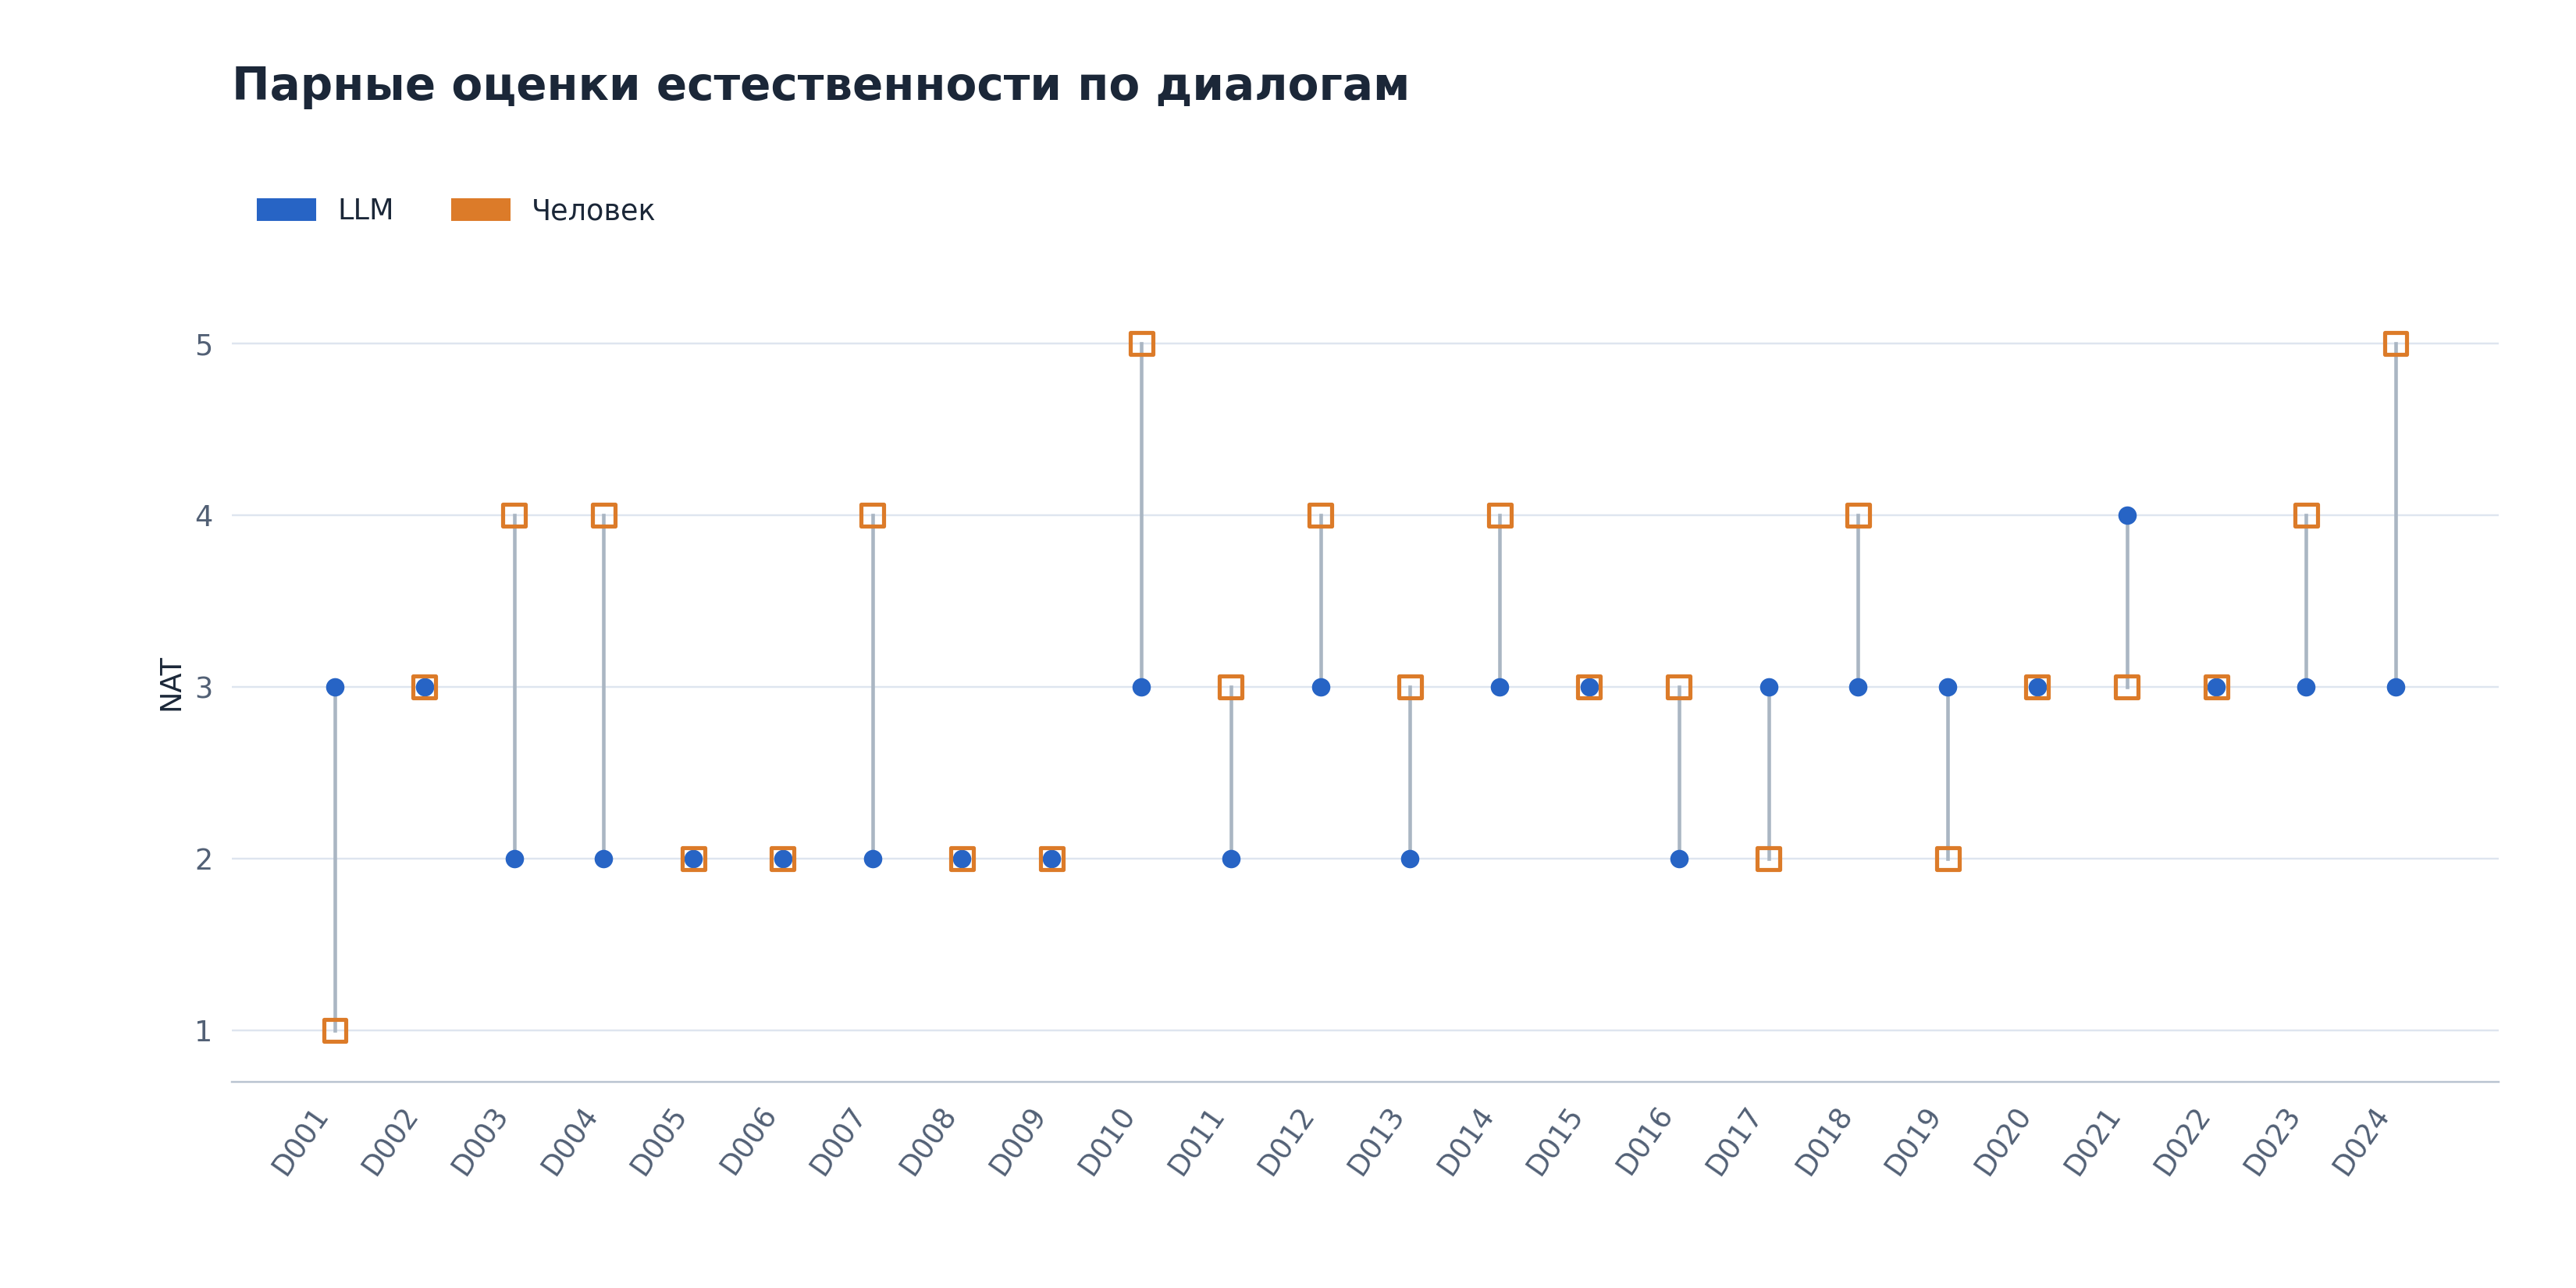 Парные оценки естественности по диалогам
LLM
Человек
NAT
5
4
3
2
1
D001
D002
D003
D004
D005
D006
D007
D008
D009
D010
D011
D012
D013
D014
D015
D016
D017
D018
D019
D020
D021
D022
D023
D024